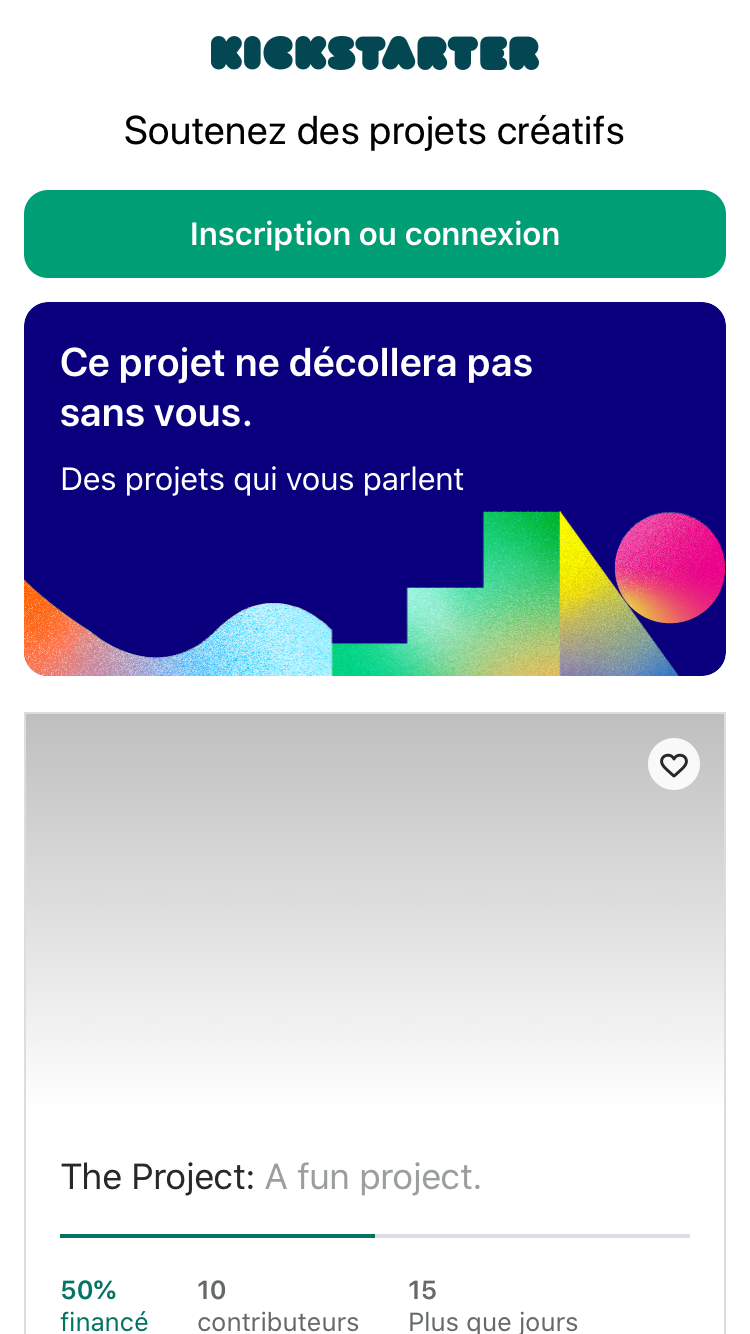 KICKSTARTER
Soutenez des projets créatifs
Inscription ou connexion
Ce projet ne décollera pas
sans vous.
Des projets qui vous parlent
The Project: A fun project.
50% 10 15
financé contributeurs Plus que jours